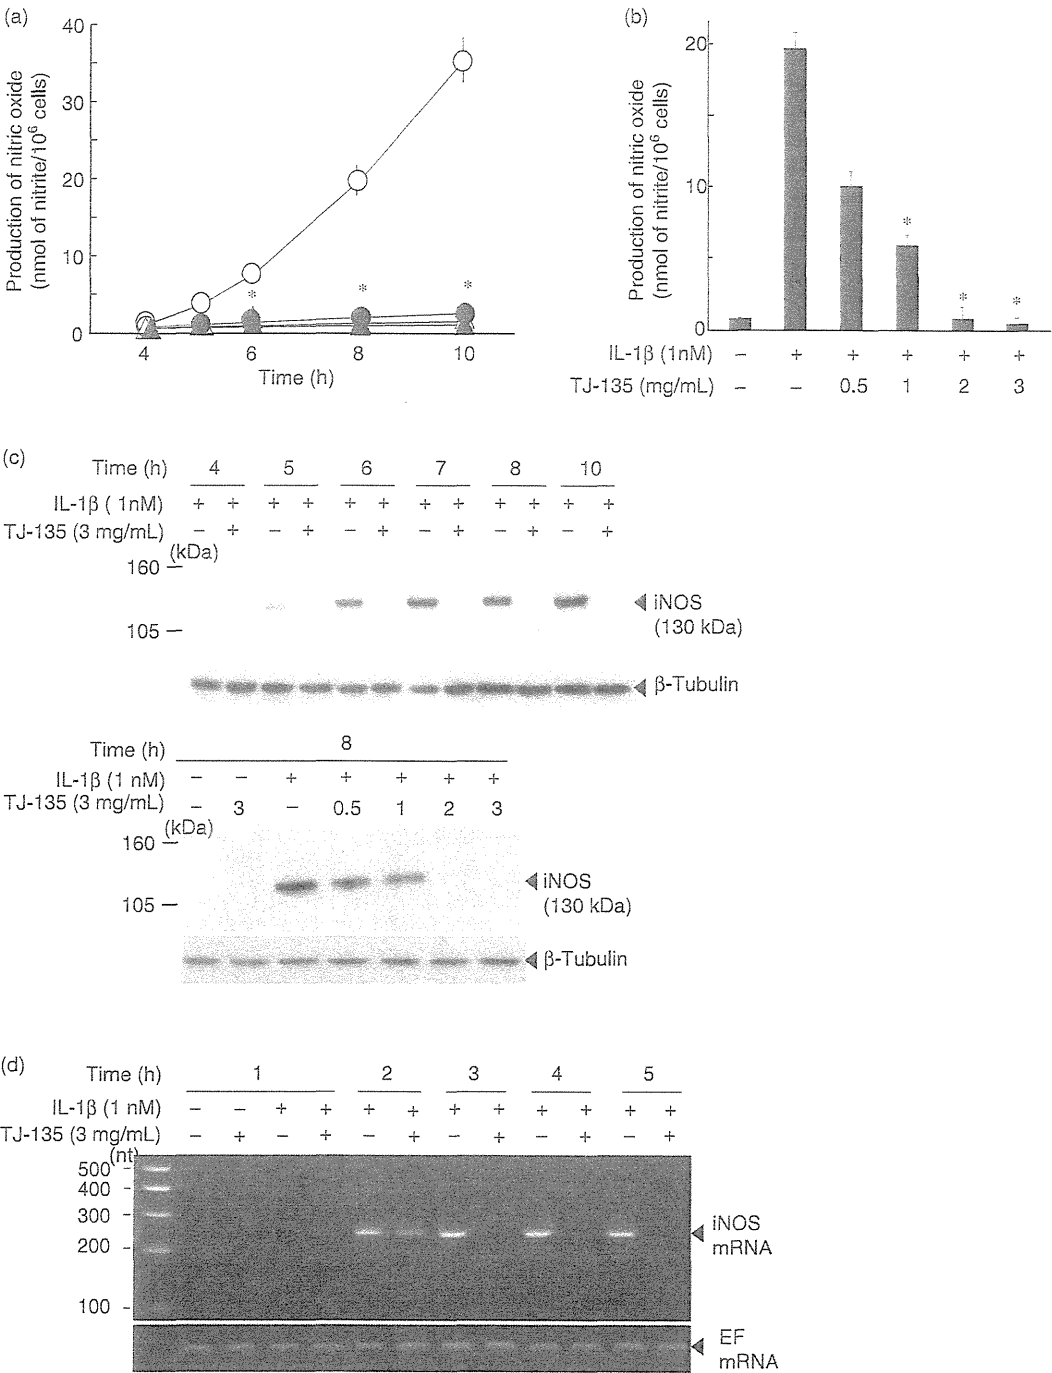 (a)
Production of nitric oxide
(nmol of nitrite/10⁶ cells)
40
30
20
10
0
* * *
4 6 8 10
Time (h)
(b)
Production of nitric oxide
(nmol of nitrite/10⁶ cells)
20
10
0
* * *
IL-1β (1nM) – + + + + +
TJ-135 (mg/mL) – – 0.5 1 2 3
(c)
Time (h) 4 5 6 7 8 10
IL-1β ( 1nM) + + + + + + + + + + + +
TJ-135 (3 mg/mL) – + – + – + – + – + – +
(kDa)
160
105
iNOS
(130 kDa)
β-Tubulin
Time (h) 8
IL-1β (1 nM) – – + + + + +
TJ-135 (3 mg/mL) – 3 – 0.5 1 2 3
(kDa)
160
105
iNOS
(130 kDa)
β-Tubulin
(d)
Time (h) 1 2 3 4 5
IL-1β (1 nM) – – + + + + + + + + + +
TJ-135 (3 mg/mL) – + – + – + – + – + – +
(nt)
500
400
300
200
100
iNOS
mRNA
EF
mRNA